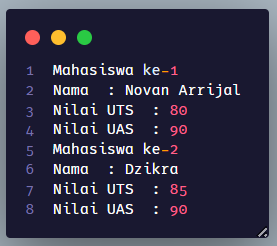 1 Mahasiswa ke-1
2 Nama  : Novan Arrijal
3 Nilai UTS  : 80
4 Nilai UAS  : 90
5 Mahasiswa ke-2
6 Nama  : Dzikra
7 Nilai UTS  : 85
8 Nilai UAS  : 90